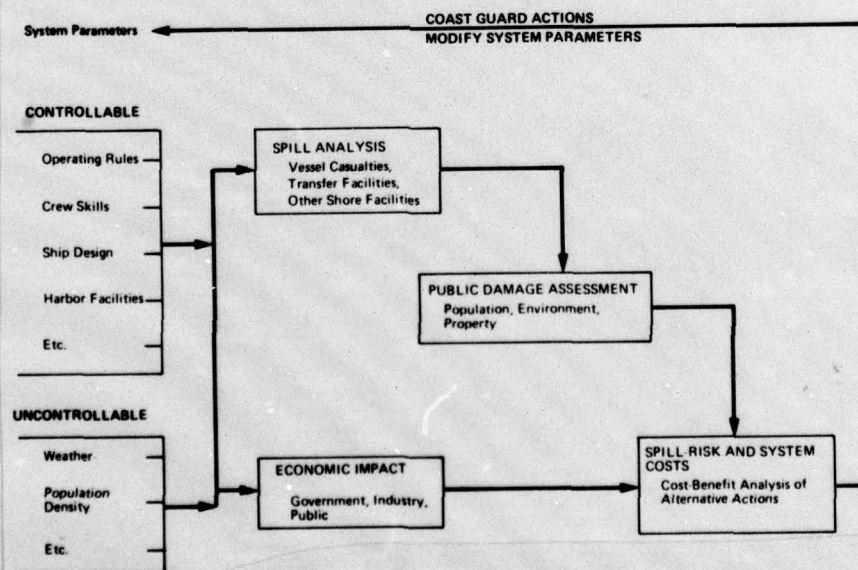 COAST GUARD ACTIONS
System Parameters
MODIFY SYSTEM PARAMETERS
CONTROLLABLE
Operating Rules
Crew Skills
Ship Design
Harbor Facilities
Etc.
SPILL ANALYSIS
Vessel Casualties,
Transfer Facilities,
Other Shore Facilities
PUBLIC DAMAGE ASSESSMENT
Population, Environment,
Property
UNCONTROLLABLE
Weather
Population
Density
Etc.
ECONOMIC IMPACT
Government, Industry,
Public
SPILL RISK AND SYSTEM
COSTS
Cost-Benefit Analysis of
Alternative Actions